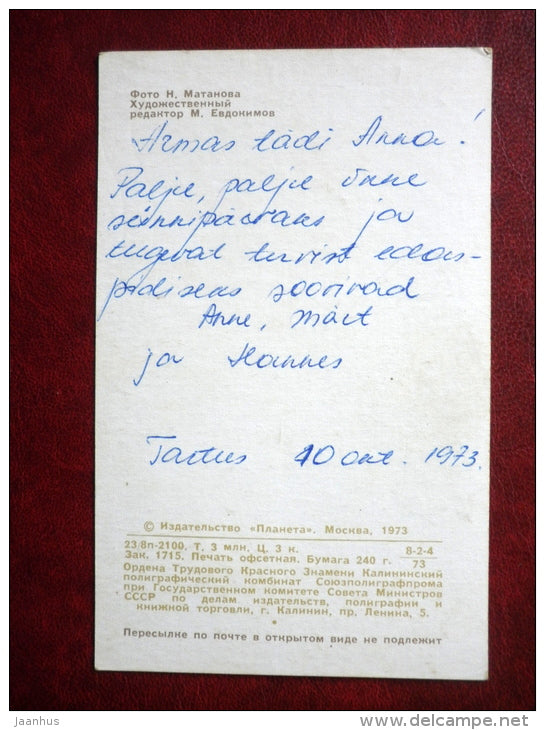 Фото Н. Матанова
Художественный
редактор М. Евдокимов
Armas tädi Anna!
Palju, palju õnne
sünnipäevaks ja
tugevat tervist edas-
pidiseks soovivad
Anne, Märt
ja Hannes
Tartus 10 okt. 1973.
© Издательство «Планета». Москва, 1973
23/8п-2100. Т. 3 млн. Ц. 3 к. 8-2-4
Зак. 1715. Печать офсетная. Бумага 240 г. 73
Ордена Трудового Красного Знамени Калининский
полиграфический комбинат Союзполиграфпрома
при Государственном комитете Совета Министров
СССР по делам издательств, полиграфии и
книжной торговли, г. Калинин, пр. Ленина, 5.
Пересылке по почте в открытом виде не подлежит
© Jaanhus
www.delcampe.net